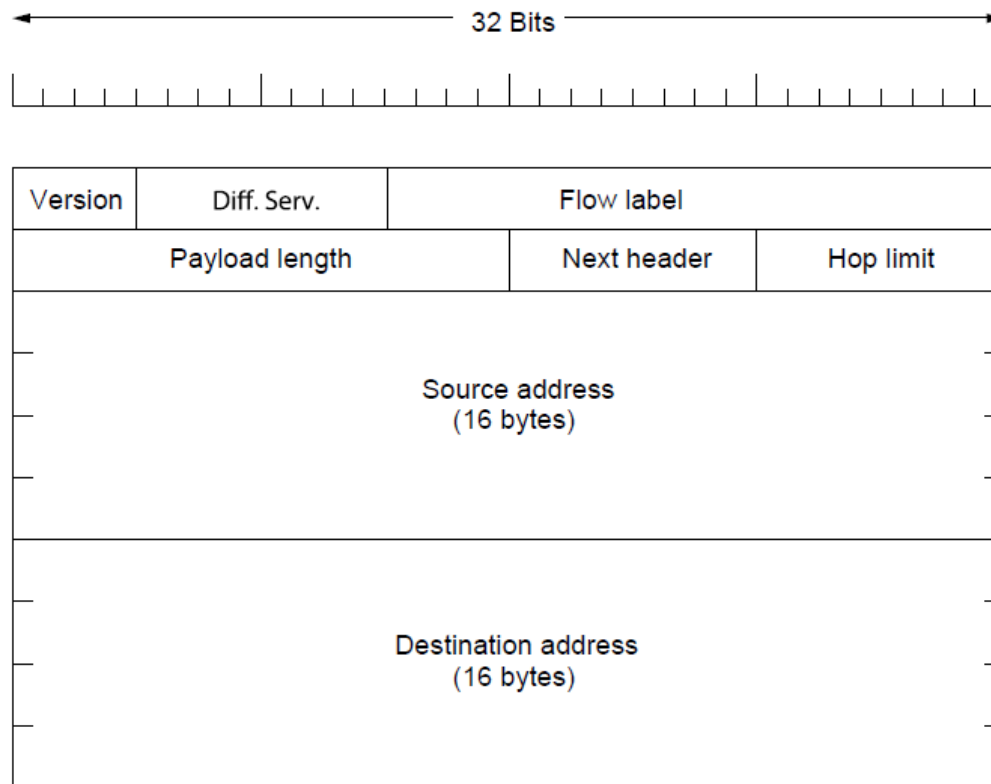 32 Bits
Version Diff. Serv. Flow label
Payload length Next header Hop limit
Source address
(16 bytes)
Destination address
(16 bytes)